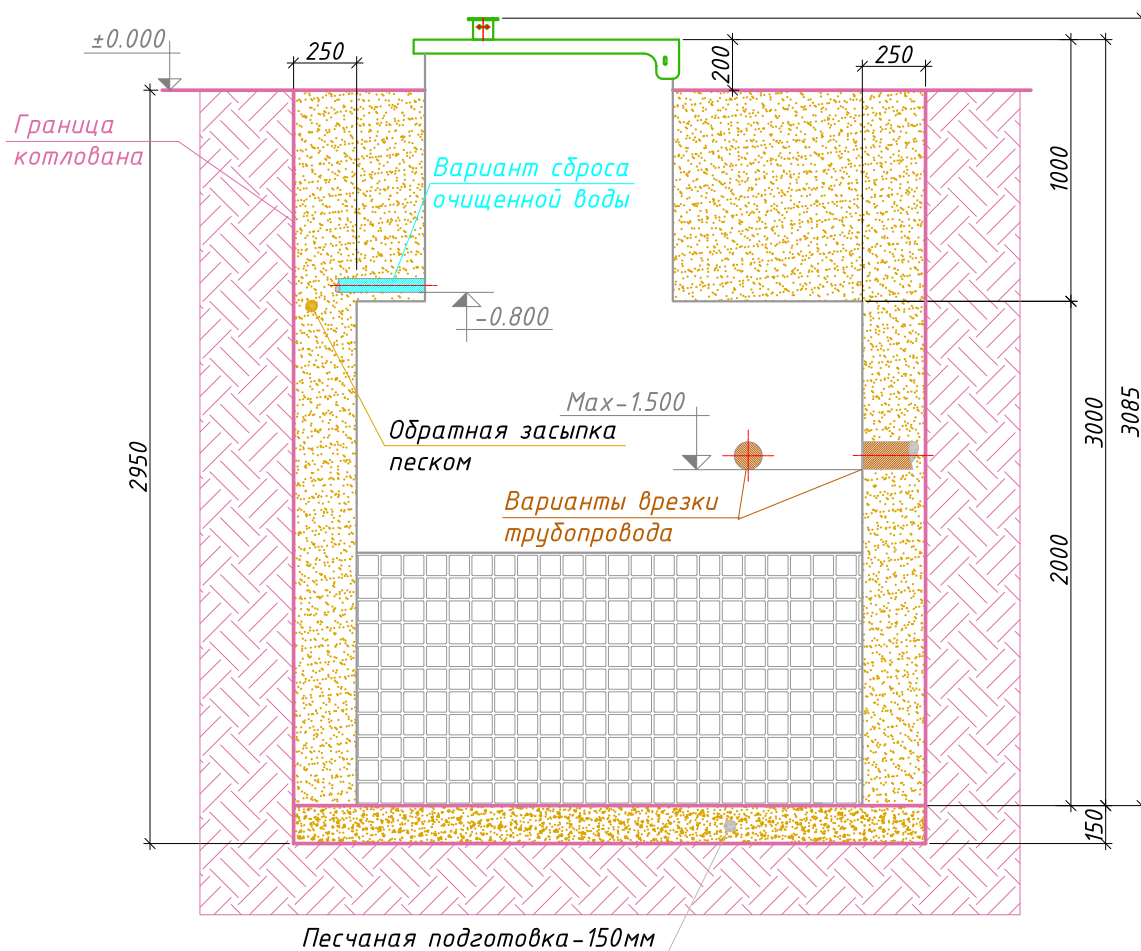 ±0.000
250
200
250
Граница
котлована
Вариант сброса
очищенной воды
1000
-0.800
Max-1.500
Обратная засыпка
песком
2950
3000
3085
Варианты врезки
трубопровода
2000
150
Песчаная подготовка-150мм